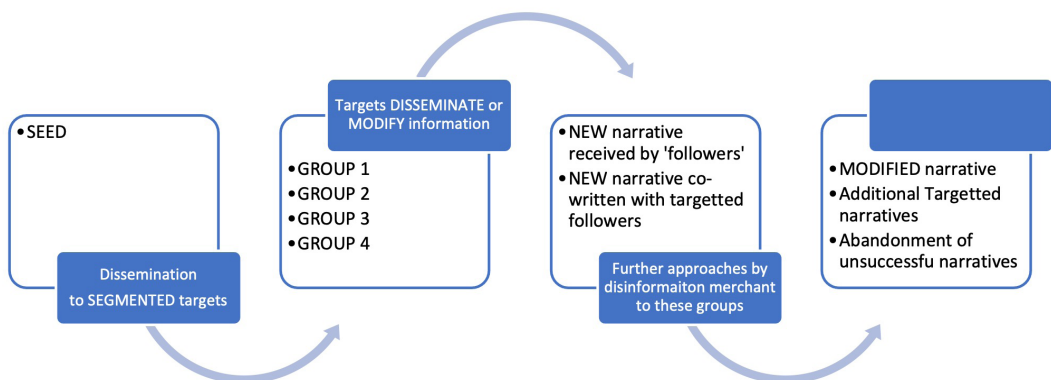 • SEED
Dissemination
to SEGMENTED targets
Targets DISSEMINATE or
MODIFY information
• GROUP 1
• GROUP 2
• GROUP 3
• GROUP 4
• NEW narrative
received by 'followers'
• NEW narrative co-
written with targetted
followers
Further approaches by
disinformaiton merchant
to these groups
• MODIFIED narrative
• Additional Targetted
narratives
• Abandonment of
unsuccessfu narratives